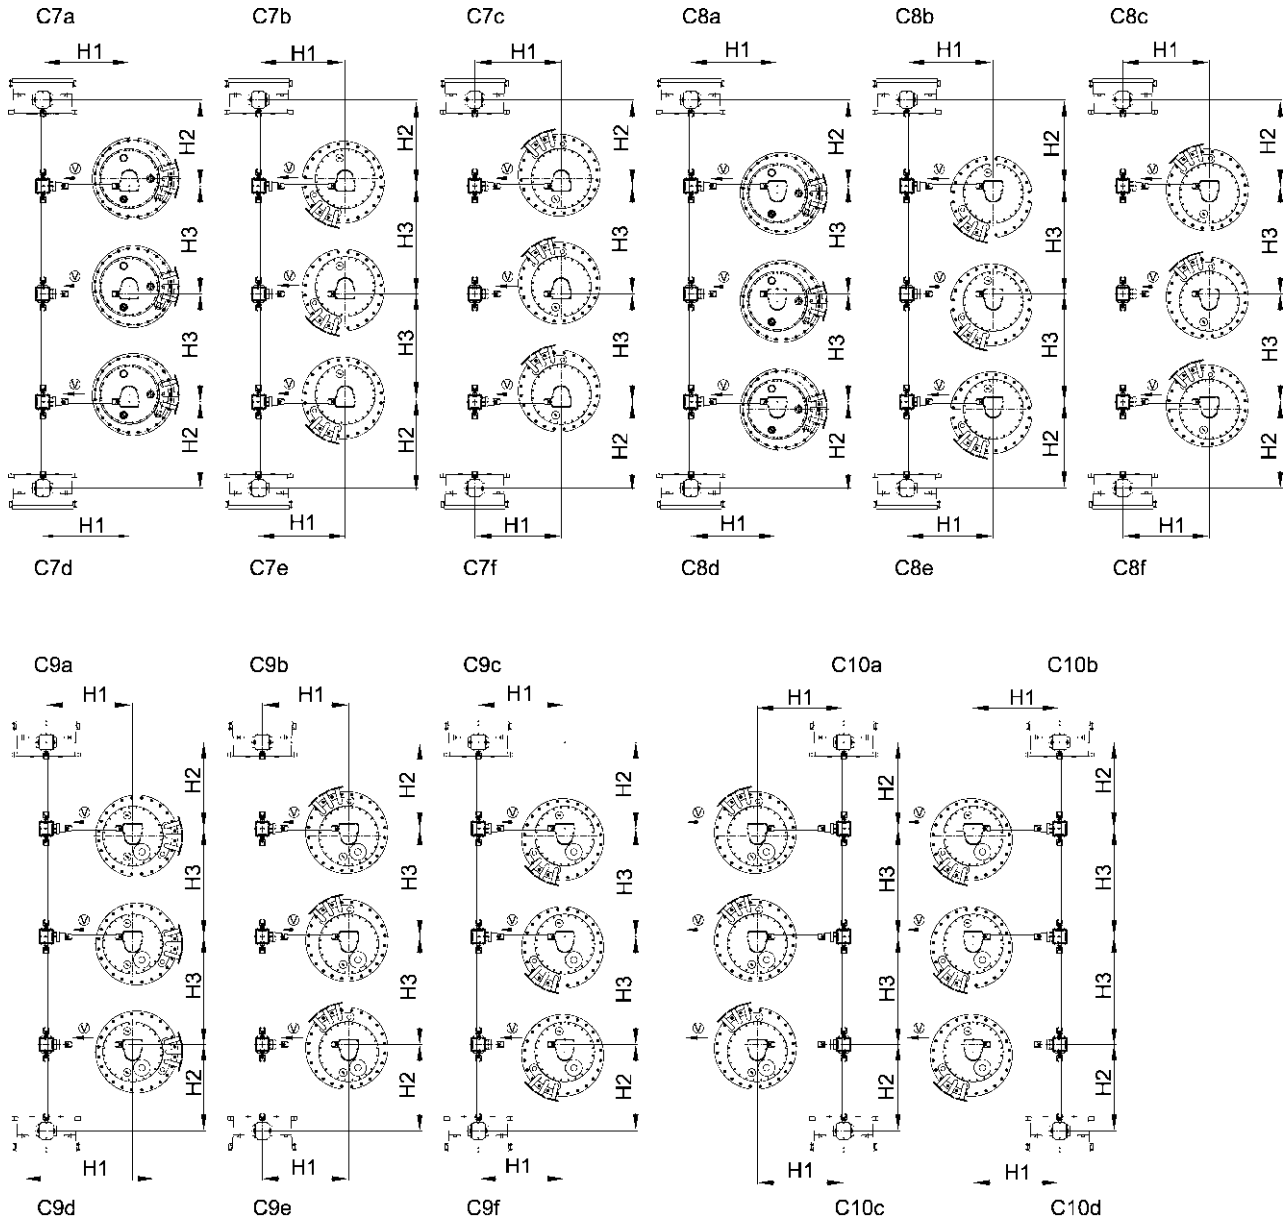 C7a C7b C7c C8a C8b C8c
H1 H1 H1 H1 H1 H1
H2 H2 H2 H2 H2 H2
V V V V V V
H3 H3 H3 H3 H3 H3
V V V V V V
H3 H3 H3 H3 H3 H3
V V V V V V
H2 H2 H2 H2 H2 H2
H1 H1 H1 H1 H1 H1
C7d C7e C7f C8d C8e C8f
C9a C9b C9c C10a C10b
H1 H1 H1 H1 H1
H2 H2 H2 H2 H2
V V V V V
H3 H3 H3 H3 H3
V V V V V
H3 H3 H3 H3 H3
V V V V V
H2 H2 H2 H2 H2
H1 H1 H1 H1 H1
C9d C9e C9f C10c C10d